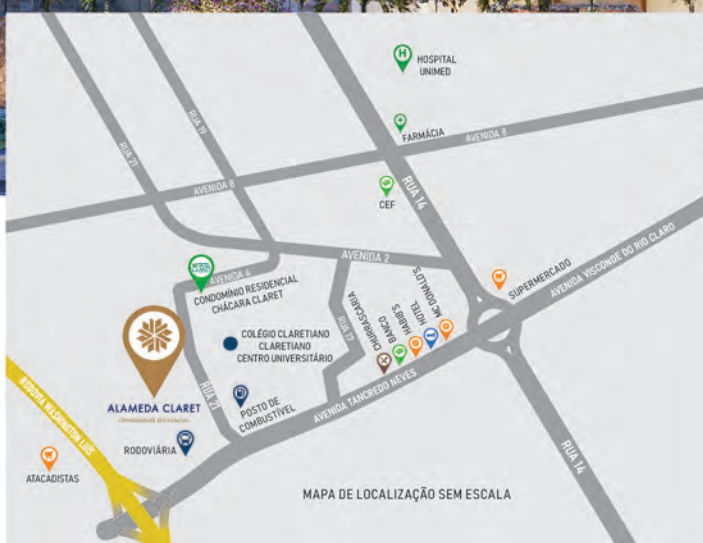 HOSPITAL
UNIMED
RUA 21
RUA 19
FARMÁCIA
AVENIDA 8
AVENIDA 8
CEF
RUA 14
AVENIDA 2
SUPERMERCADO
AVENIDA VISCONDE DO RIO CLARO
AVENIDA 4
CONDOMÍNIO RESIDENCIAL
CHÁCARA CLARET
RUA 17
CHURRASCARIA
BANCO
HABIB'S
HOTEL
MC DONALD'S
COLÉGIO CLARETIANO
CLARETIANO
CENTRO UNIVERSITÁRIO
RUA 21
ALAMEDA CLARET
POSTO DE
COMBUSTÍVEL
AVENIDA TANCREDO NEVES
RODOVIA WASHINGTON LUÍS
RODOVIÁRIA
ATACADISTAS
RUA 14
MAPA DE LOCALIZAÇÃO SEM ESCALA